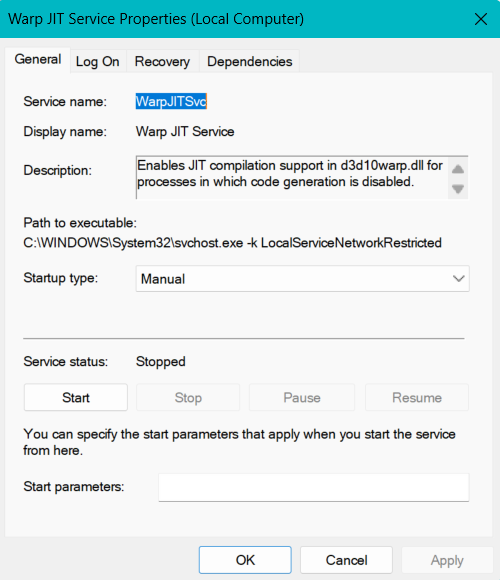 Warp JIT Service Properties (Local Computer)
General Log On Recovery Dependencies
Service name: WarpJITSvc
Display name: Warp JIT Service
Description: Enables JIT compilation support in d3d10warp.dll for
processes in which code generation is disabled.
Path to executable:
C:\WINDOWS\System32\svchost.exe -k LocalServiceNetworkRestricted
Startup type: Manual
Service status: Stopped
Start Stop Pause Resume
You can specify the start parameters that apply when you start the service
from here.
Start parameters:
OK Cancel Apply